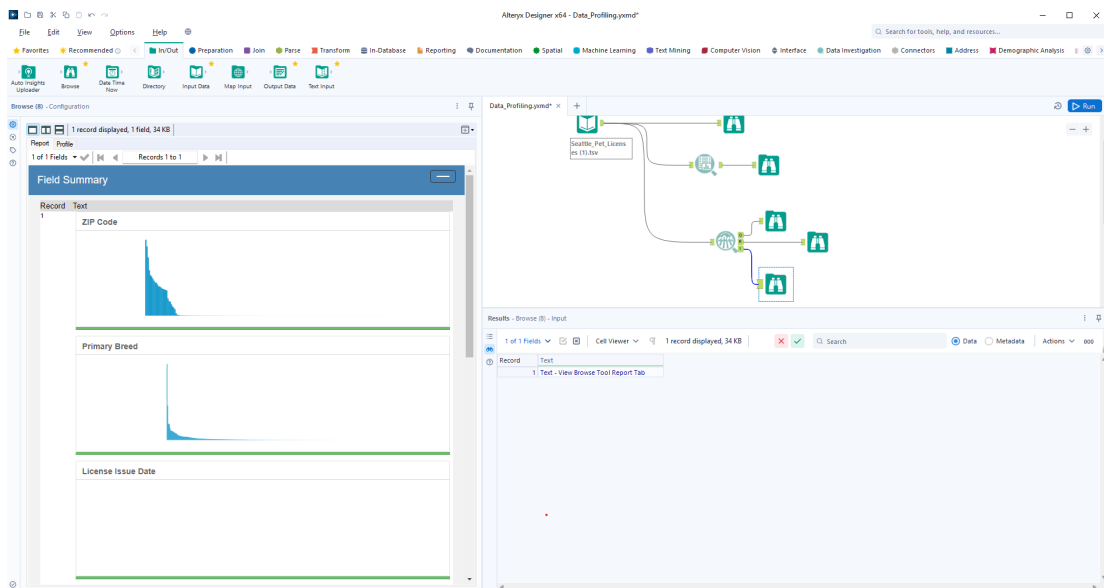 Alteryx Designer x64 - Data_Profiling.yxmd*
File Edit View Options Help
Search for tools, help, and resources...
Favorites Recommended In/Out Preparation Join Parse Transform In-Database Reporting Documentation Spatial Machine Learning Text Mining Computer Vision Interface Data Investigation Connectors Address Demographic Analysis
Auto Insights Uploader
Browse
Date Time Now
Directory
Input Data
Map Input
Output Data
Text Input
Browse (8) - Configuration
1 record displayed, 1 field, 34 KB
Report Profile
1 of 1 Fields Records 1 to 1
Field Summary
Record Text
1
ZIP Code
Primary Breed
License Issue Date
Data_Profiling.yxmd*
Run
Seattle_Pet_Licens
es (1).tsv
Results - Browse (8) - Input
1 of 1 Fields Cell Viewer 1 record displayed, 34 KB Search Data Metadata Actions 000
Record Text
1 Text - View Browse Tool Report Tab